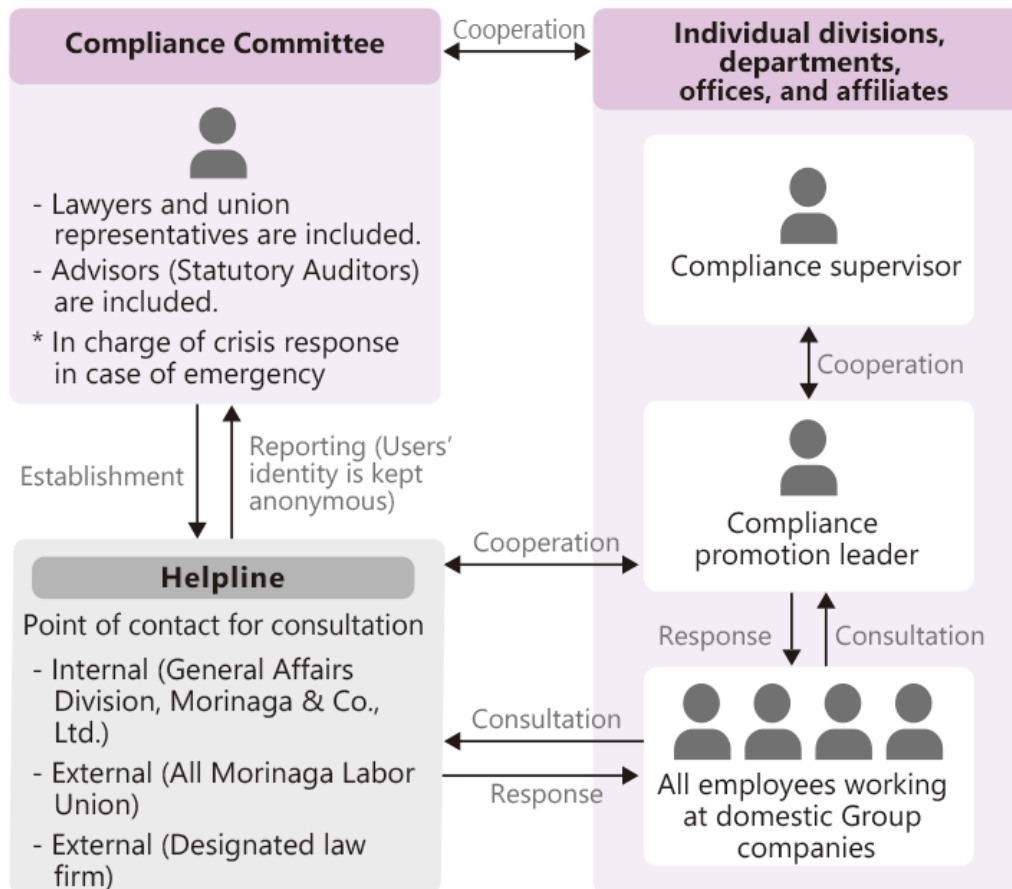 Compliance Committee
- Lawyers and union
representatives are included.
- Advisors (Statutory Auditors)
are included.
* In charge of crisis response
in case of emergency
Cooperation
Individual divisions,
departments,
offices, and affiliates
Compliance supervisor
Cooperation
Compliance
promotion leader
Establishment
Reporting (Users’
identity is kept
anonymous)
Cooperation
Helpline
Point of contact for consultation
- Internal (General Affairs
Division, Morinaga & Co.,
Ltd.)
- External (All Morinaga Labor
Union)
- External (Designated law
firm)
Response
Consultation
Consultation
Response
All employees working
at domestic Group
companies